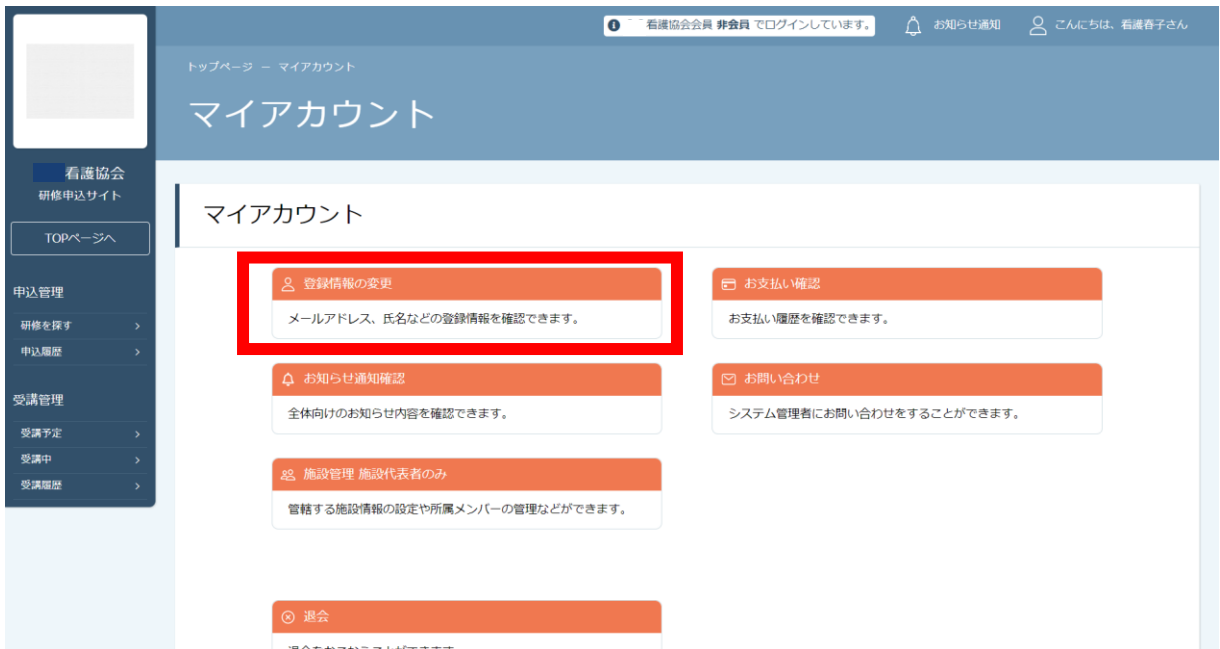 看護協会会員 非会員 でログインしています。
お知らせ通知
こんにちは、看護春子さん
トップページ − マイアカウント
マイアカウント
看護協会
研修申込サイト
TOPページへ
申込管理
研修を探す
申込履歴
受講管理
受講予定
受講中
受講履歴
マイアカウント
登録情報の変更
メールアドレス、氏名などの登録情報を確認できます。
お支払い確認
お支払い履歴を確認できます。
お知らせ通知確認
全体向けのお知らせ内容を確認できます。
お問い合わせ
システム管理者にお問い合わせをすることができます。
施設管理 施設代表者のみ
管轄する施設情報の設定や所属メンバーの管理などができます。
退会